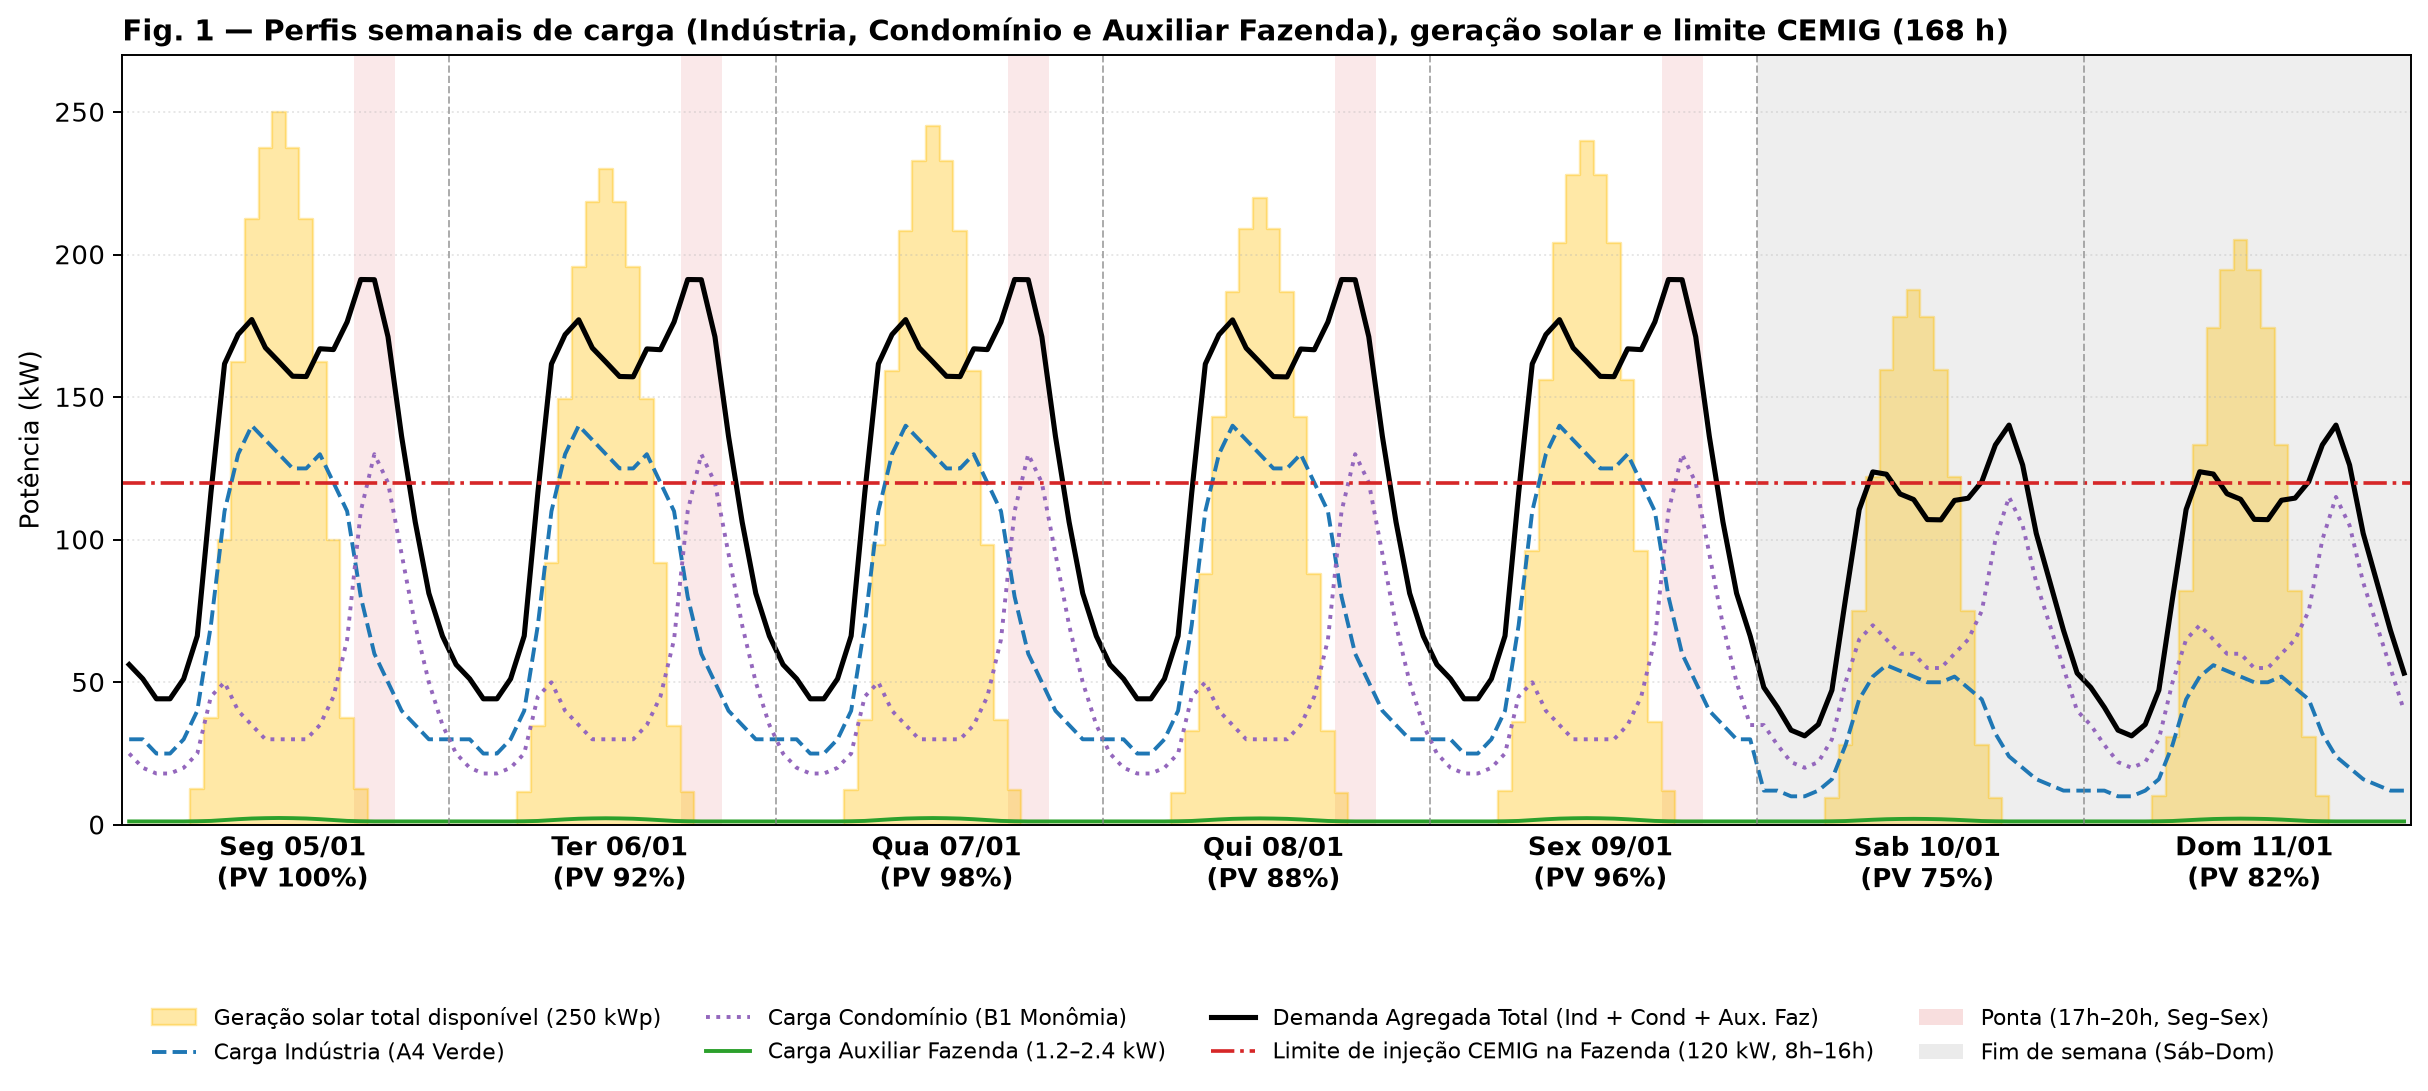 Fig. 1 — Perfis semanais de carga (Indústria, Condomínio e Auxiliar Fazenda), geração solar e limite CEMIG (168 h)
Potência (kW)
250
200
150
100
50
0
Seg 05/01
(PV 100%)
Ter 06/01
(PV 92%)
Qua 07/01
(PV 98%)
Qui 08/01
(PV 88%)
Sex 09/01
(PV 96%)
Sab 10/01
(PV 75%)
Dom 11/01
(PV 82%)
Geração solar total disponível (250 kWp)
Carga Indústria (A4 Verde)
Carga Condomínio (B1 Monômia)
Carga Auxiliar Fazenda (1.2–2.4 kW)
Demanda Agregada Total (Ind + Cond + Aux. Faz)
Limite de injeção CEMIG na Fazenda (120 kW, 8h–16h)
Ponta (17h–20h, Seg–Sex)
Fim de semana (Sáb–Dom)